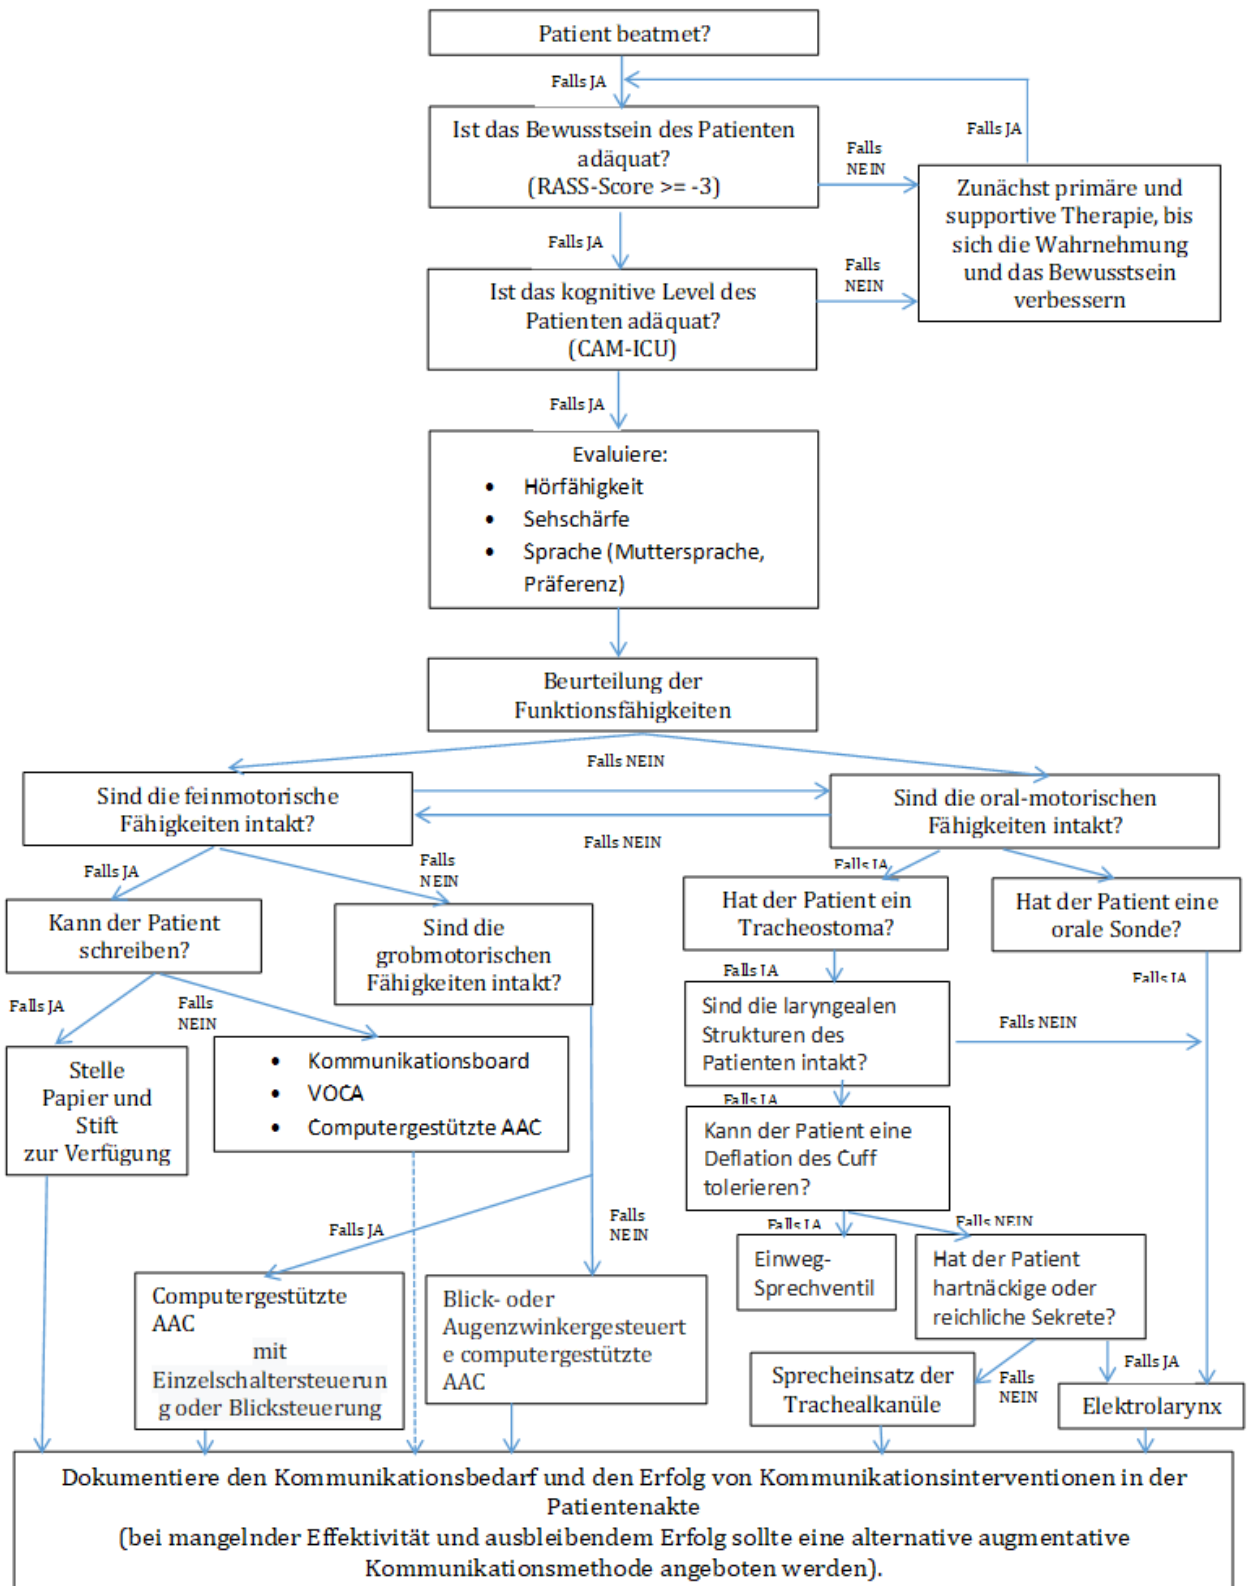 Patient beatmet?
Falls JA
Ist das Bewusstsein des Patienten
adäquat?
(RASS-Score >= -3)
Falls
NEIN
Falls JA
Zunächst primäre und
supportive Therapie, bis
sich die Wahrnehmung
und das Bewusstsein
verbessern
Falls JA
Ist das kognitive Level des
Patienten adäquat?
(CAM-ICU)
Falls
NEIN
Falls JA
Evaluiere:
• Hörfähigkeit
• Sehschärfe
• Sprache (Muttersprache,
Präferenz)
Beurteilung der
Funktionsfähigkeiten
Falls NEIN
Sind die feinmotorische
Fähigkeiten intakt?
Sind die oral-motorischen
Fähigkeiten intakt?
Falls NEIN
Falls JA
Falls
NEIN
Falls JA
Kann der Patient
schreiben?
Sind die
grobmotorischen
Fähigkeiten intakt?
Hat der Patient ein
Tracheostoma?
Hat der Patient eine
orale Sonde?
Falls JA
Falls
NEIN
Falls JA
Falls JA
Stelle
Papier und
Stift
zur Verfügung
• Kommunikationsboard
• VOCA
• Computergestützte AAC
Sind die laryngealen
Strukturen des
Patienten intakt?
Falls NEIN
Falls JA
Kann der Patient eine
Deflation des Cuff
tolerieren?
Falls JA
Falls
NEIN
Falls JA
Falls NEIN
Computergestützte
AAC
mit
Einzelschaltersteuerun
g oder Blicksteuerung
Blick- oder
Augenzwinkergesteuert
e computergestützte
AAC
Einweg-
Sprechventil
Hat der Patient
hartnäckige oder
reichliche Sekrete?
Falls
NEIN
Falls JA
Sprecheinsatz der
Trachealkanüle
Elektrolarynx
Dokumentiere den Kommunikationsbedarf und den Erfolg von Kommunikationsinterventionen in der
Patientenakte
(bei mangelnder Effektivität und ausbleibendem Erfolg sollte eine alternative augmentative
Kommunikationsmethode angeboten werden).